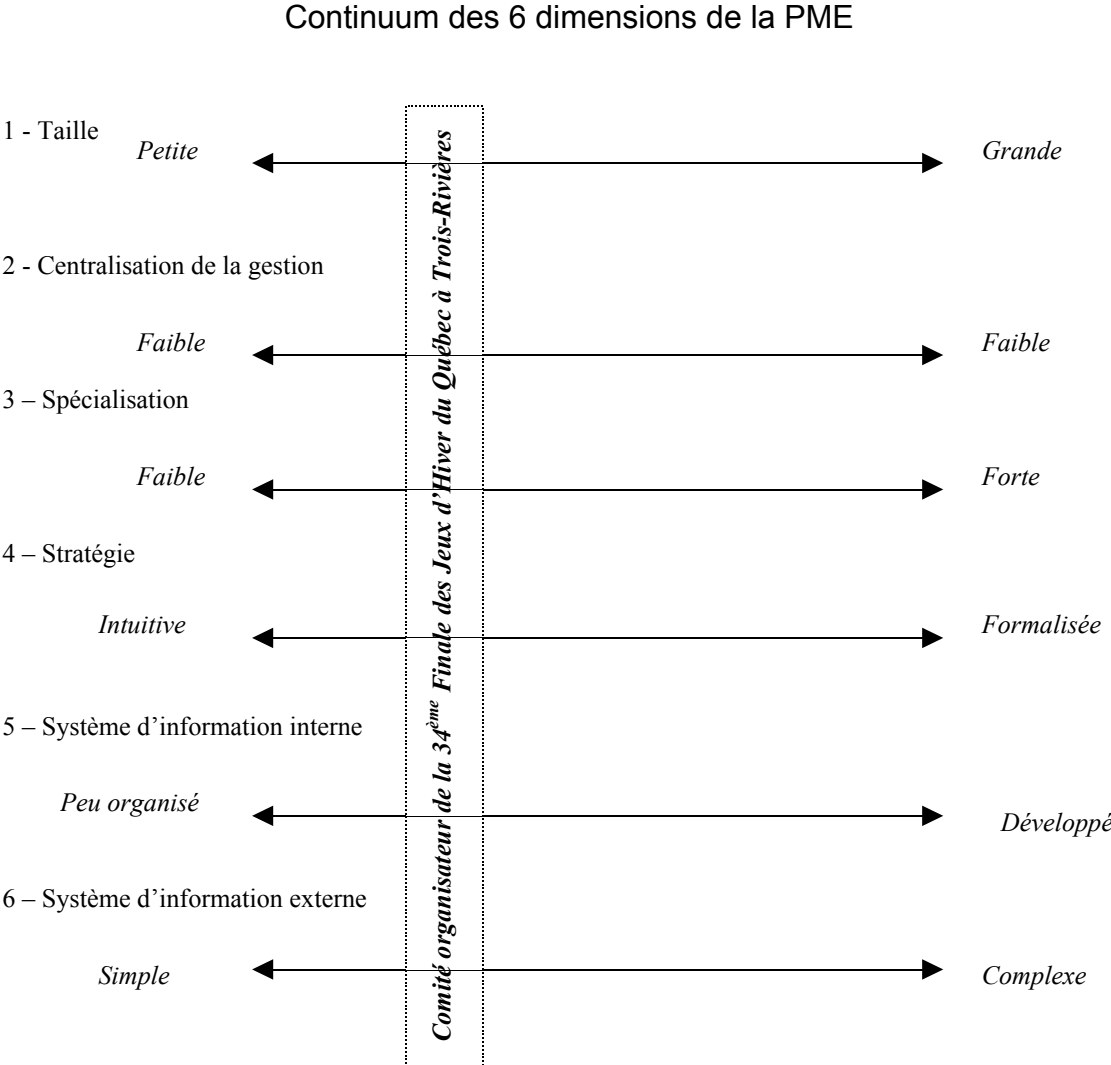 Continuum des 6 dimensions de la PME
1 - Taille
Petite
Grande
2 - Centralisation de la gestion
Faible
Faible
3 – Spécialisation
Faible
Forte
4 – Stratégie
Intuitive
Formalisée
5 – Système d'information interne
Peu organisé
Développé
6 – Système d'information externe
Simple
Complexe
Comité organisateur de la 34ème Finale des Jeux d'Hiver du Québec à Trois-Rivières